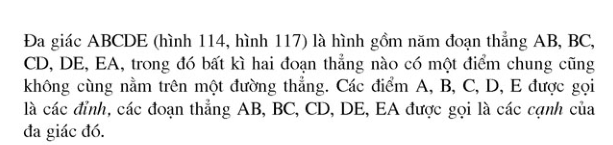 Đa giác ABCDE (hình 114, hình 117) là hình gồm năm đoạn thẳng AB, BC,
CD, DE, EA, trong đó bất kì hai đoạn thẳng nào có một điểm chung cũng
không cùng nằm trên một đường thẳng. Các điểm A, B, C, D, E được gọi
là các đỉnh, các đoạn thẳng AB, BC, CD, DE, EA được gọi là các cạnh của
đa giác đó.